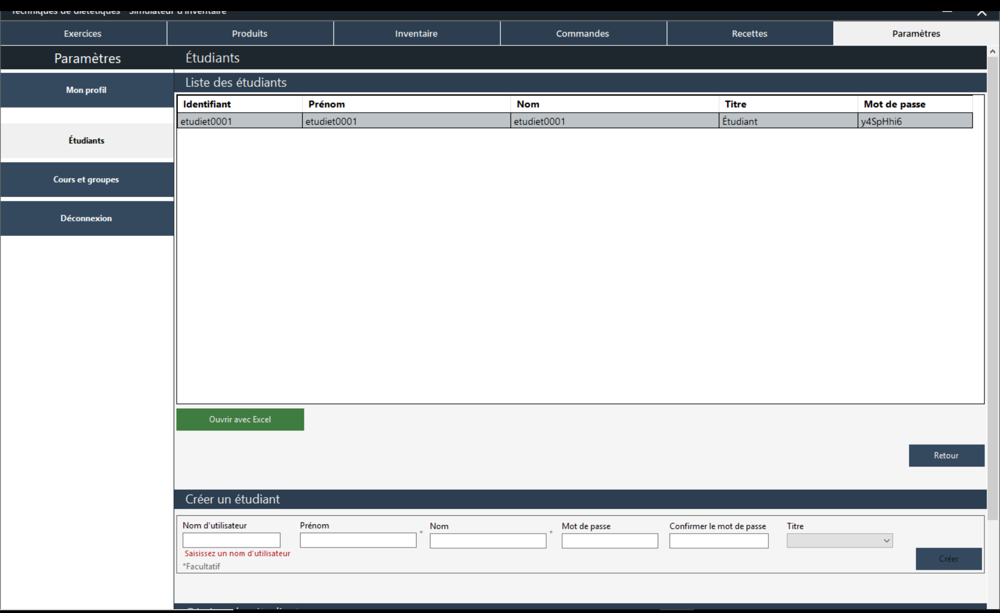 Techniques de diététiques - Simulateur d'inventaire
Exercices
Produits
Inventaire
Commandes
Recettes
Paramètres
Paramètres
Étudiants
Mon profil
Étudiants
Cours et groupes
Déconnexion
Liste des étudiants
Identifiant Prénom Nom Titre Mot de passe
etudiet0001 etudiet0001 etudiet0001 Étudiant y4SpHhi6
Ouvrir avec Excel
Retour
Créer un étudiant
Nom d'utilisateur
Prénom
*
Nom
*
Mot de passe
Confirmer le mot de passe
Titre
Saisissez un nom d'utilisateur
*Facultatif
Créer